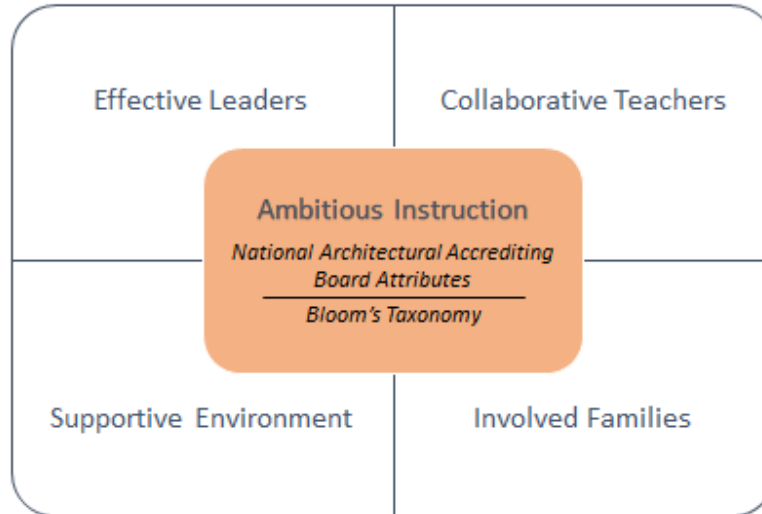 Effective Leaders
Collaborative Teachers
Ambitious Instruction
National Architectural Accrediting
Board Attributes
Bloom's Taxonomy
Supportive Environment
Involved Families